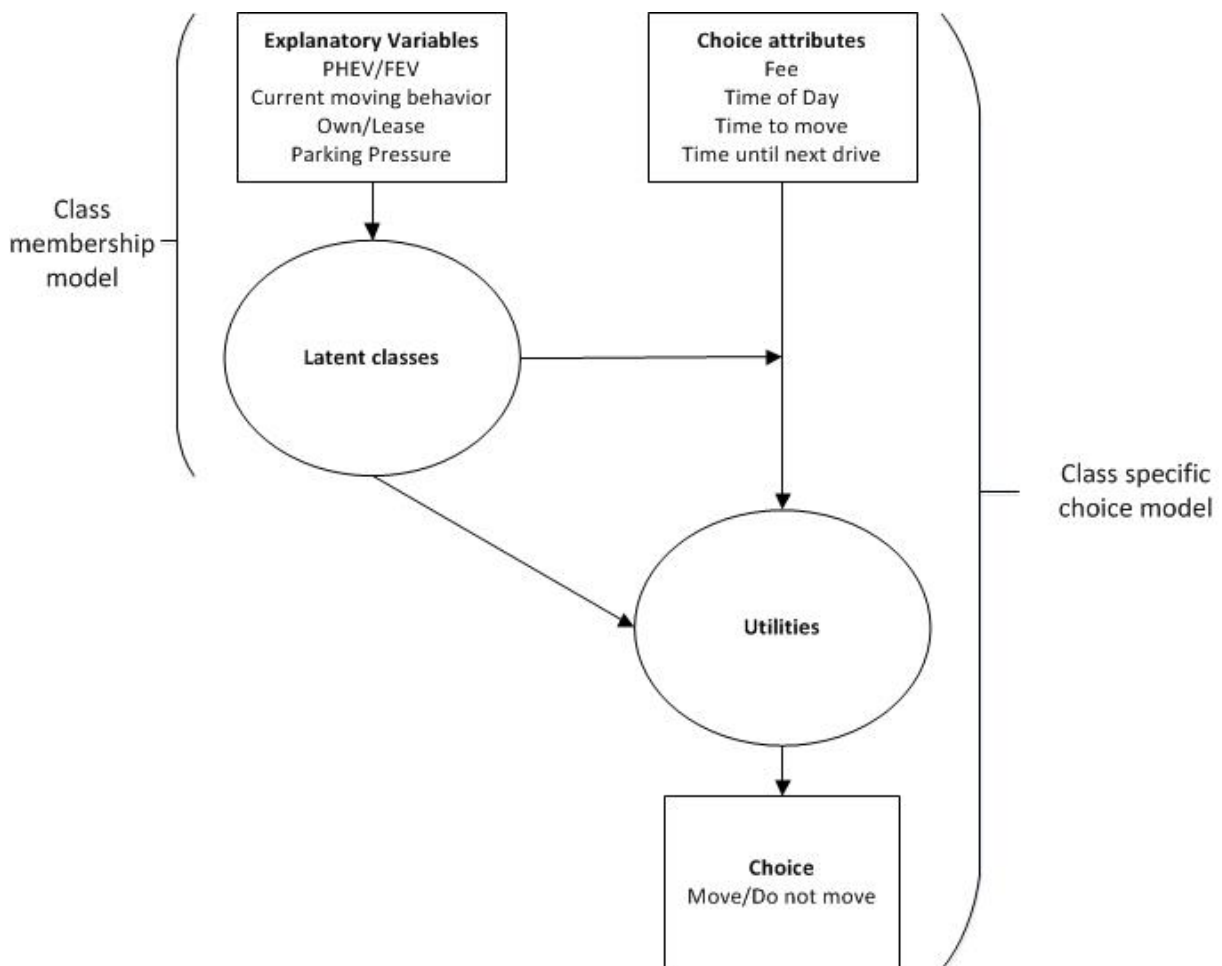 Explanatory Variables
PHEV/FEV
Current moving behavior
Own/Lease
Parking Pressure
Choice attributes
Fee
Time of Day
Time to move
Time until next drive
Class
membership
model
Latent classes
Class specific
choice model
Utilities
Choice
Move/Do not move